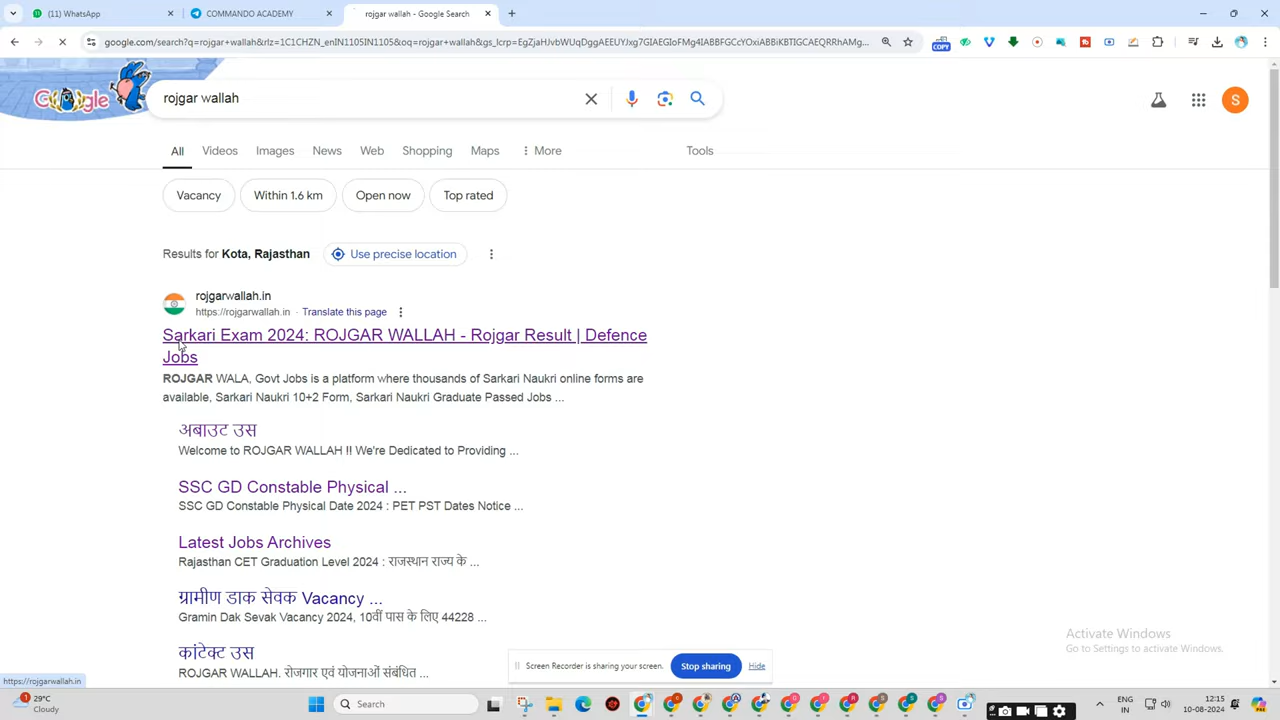 (11) WhatsApp
COMMANDO ACADEMY
rojgar wallah - Google Search
google.com/search?q=rojgar+wallah&rlz=1C1CHZN_enIN1105IN1105&oq=rojgar+wallah&gs_lcrp=
COPY
Google
rojgar wallah
S
All Videos Images News Web Shopping Maps More Tools
Vacancy Within 1.6 km Open now Top rated
Results for Kota, Rajasthan Use precise location
rojgarwallah.in
https://rojgarwallah.in · Translate this page
Sarkari Exam 2024: ROJGAR WALLAH - Rojgar Result | Defence
Jobs
ROJGAR WALA, Govt Jobs is a platform where thousands of Sarkari Naukri online forms are
available, Sarkari Naukri 10+2 Form, Sarkari Naukri Graduate Passed Jobs ...
अबाउट उस
Welcome to ROJGAR WALLAH !! We're Dedicated to Providing ...
SSC GD Constable Physical ...
SSC GD Constable Physical Date 2024 : PET PST Dates Notice ...
Latest Jobs Archives
Rajasthan CET Graduation Level 2024 : राजस्थान राज्य के ...
ग्रामीण डाक सेवक Vacancy ...
Gramin Dak Sevak Vacancy 2024, 10वीं पास के लिए 44228 ...
कांटेक्ट उस
ROJGAR WALLAH. रोजगार एवं योजनाओं संबंधित ...
Activate Windows
Go to Settings to activate Windows.
Screen Recorder is sharing your screen. Stop sharing Hide
https://rojgarwallah.in
29°C
Cloudy
Search
ENG
IN
12:15
10-08-2024